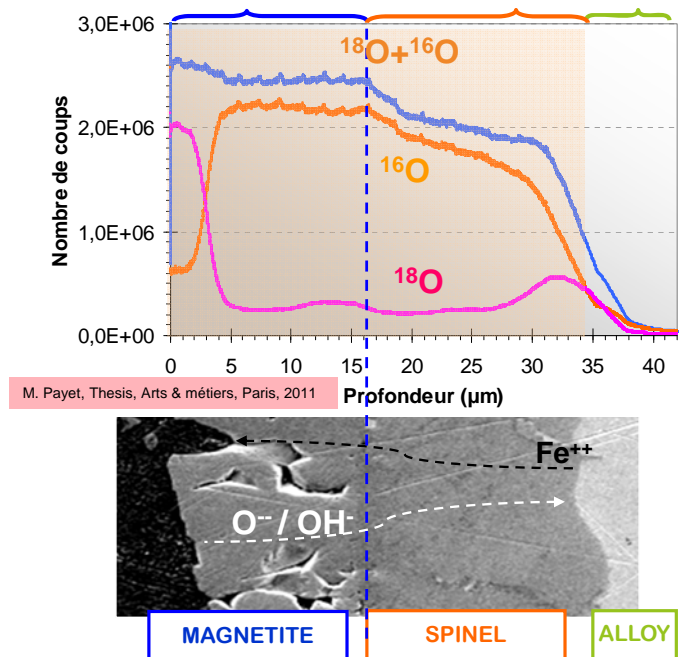 3,0E+06
18O+16O
2,0E+06
16O
1,0E+06
18O
0,0E+00
0 5 10 15 20 25 30 35 40
Nombre de coups
Profondeur (µm)
M. Payet, Thesis, Arts & métiers, Paris, 2011
Fe++
O-- / OH-
MAGNETITE
SPINEL
ALLOY